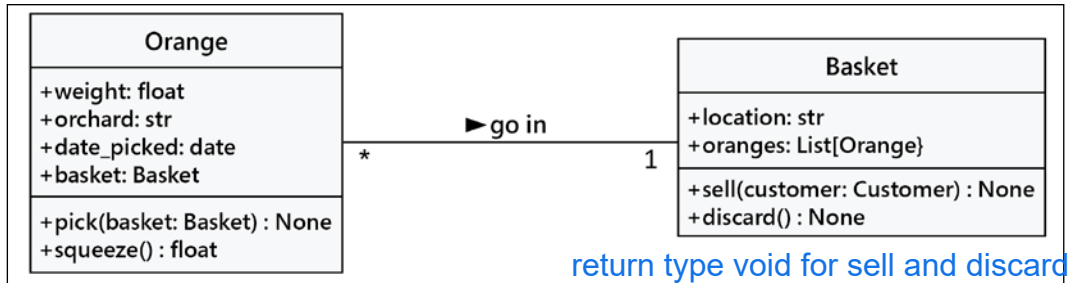 Orange
+weight: float
+orchard: str
+date_picked: date
+basket: Basket
+pick(basket: Basket) : None
+squeeze() : float
►go in
*
1
Basket
+location: str
+oranges: List[Orange}
+sell(customer: Customer) : None
+discard() : None
return type void for sell and discard